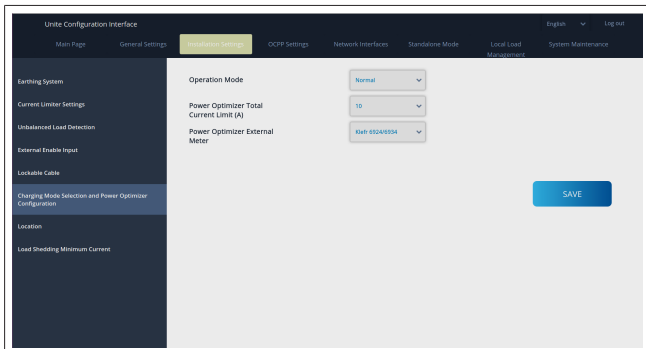 Unite Configuration Interface
English
Log out
Main Page
General Settings
Installation Settings
OCPP Settings
Network Interfaces
Standalone Mode
Local Load
Management
System Maintenance
Earthing System
Current Limiter Settings
Unbalanced Load Detection
External Enable Input
Lockable Cable
Charging Mode Selection and Power Optimizer
Configuration
Location
Load Shedding Minimum Current
Operation Mode
Normal
Power Optimizer Total
Current Limit (A)
10
Power Optimizer External
Meter
Klefr 6924/6934
SAVE